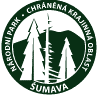 NÁRODNÍ PARK - CHRÁNĚNÁ KRAJINNÁ OBLAST
ŠUMAVA